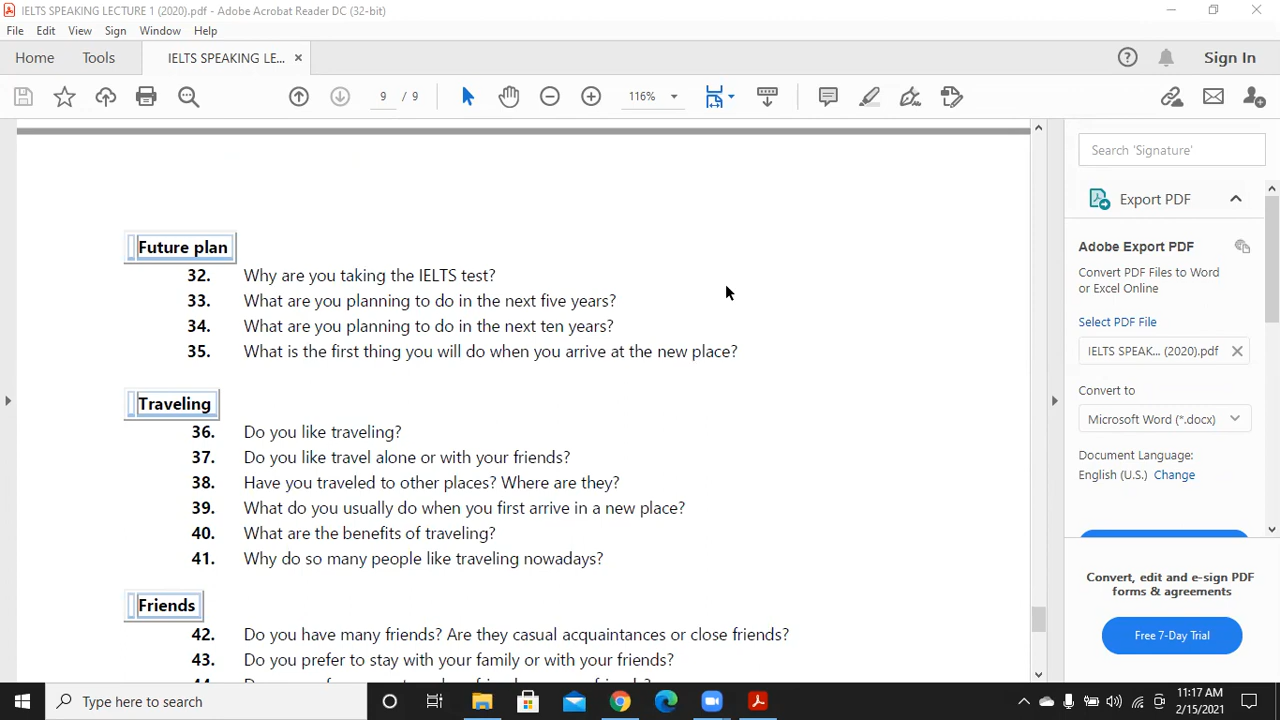 IELTS SPEAKING LECTURE 1 (2020).pdf - Adobe Acrobat Reader DC (32-bit)
File Edit View Sign Window Help
Home Tools IELTS SPEAKING LE... Sign In
9 / 9 116%
Future plan
32. Why are you taking the IELTS test?
33. What are you planning to do in the next five years?
34. What are you planning to do in the next ten years?
35. What is the first thing you will do when you arrive at the new place?
Traveling
36. Do you like traveling?
37. Do you like travel alone or with your friends?
38. Have you traveled to other places? Where are they?
39. What do you usually do when you first arrive in a new place?
40. What are the benefits of traveling?
41. Why do so many people like traveling nowadays?
Friends
42. Do you have many friends? Are they casual acquaintances or close friends?
43. Do you prefer to stay with your family or with your friends?
Search 'Signature'
Export PDF
Adobe Export PDF
Convert PDF Files to Word
or Excel Online
Select PDF File
IELTS SPEAK... (2020).pdf
Convert to
Microsoft Word (*.docx)
Document Language:
English (U.S.) Change
Convert, edit and e-sign PDF
forms & agreements
Free 7-Day Trial
Type here to search
11:17 AM
2/15/2021